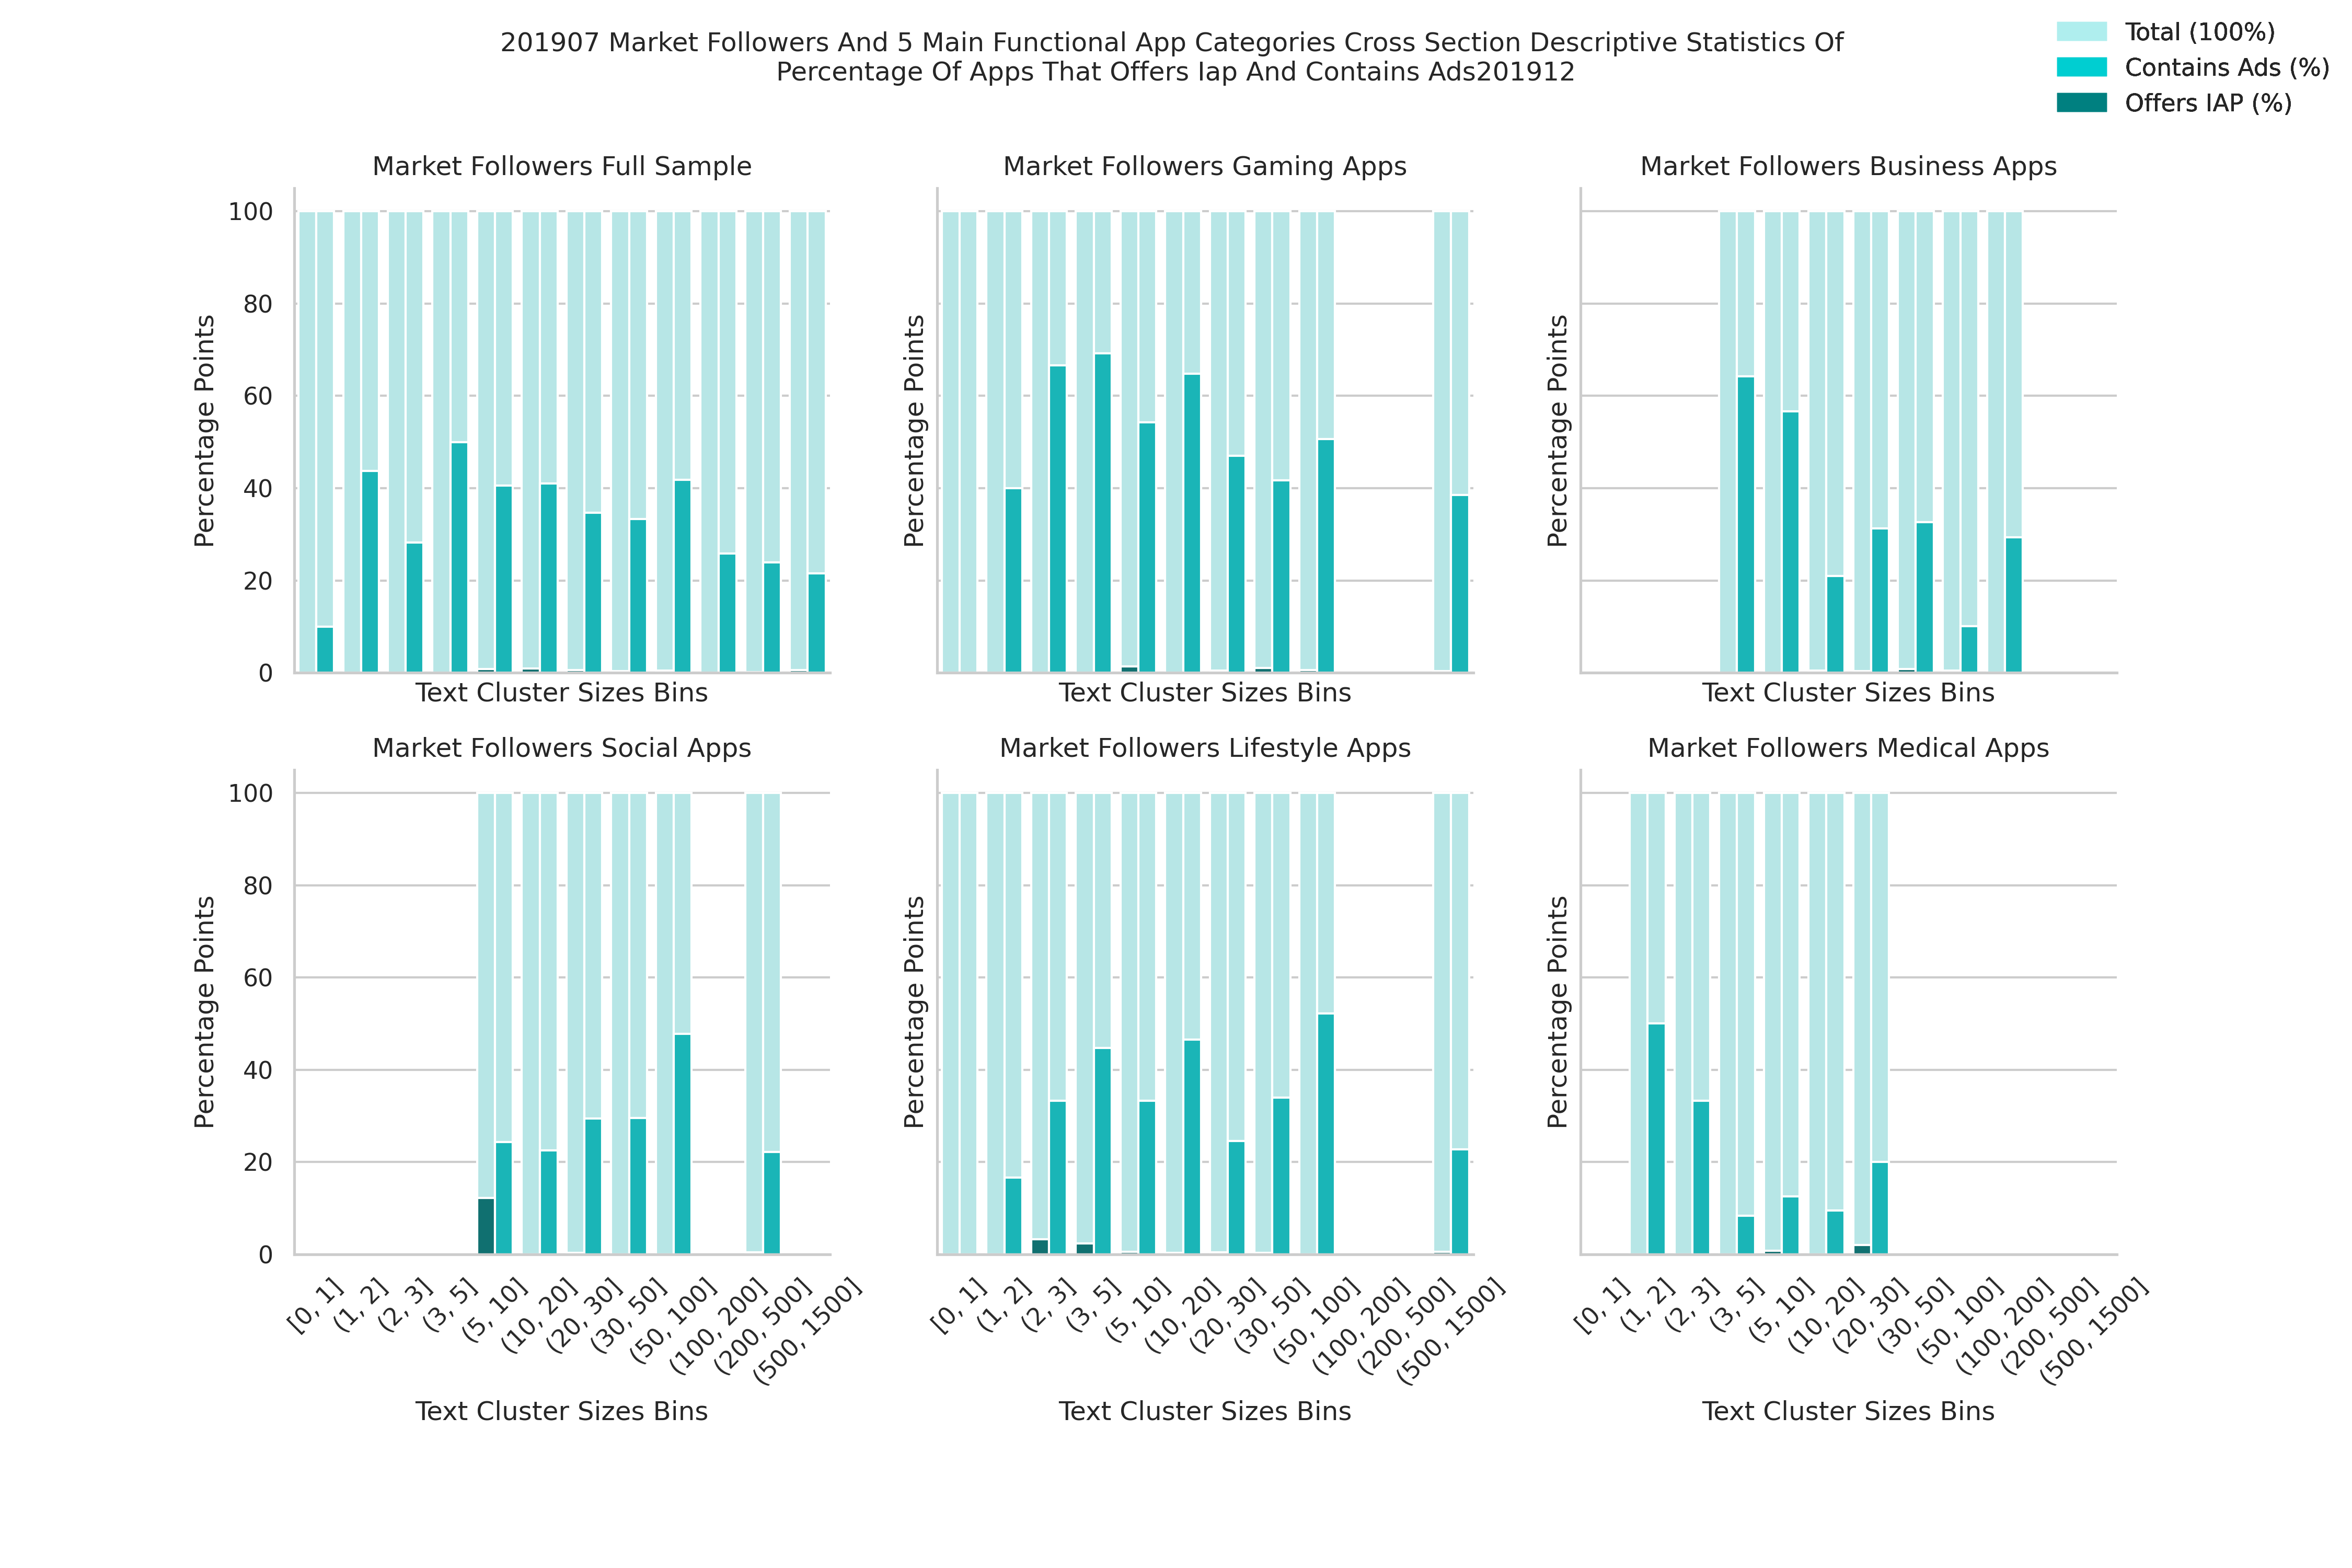 201907 Market Followers And 5 Main Functional App Categories Cross Section Descriptive Statistics Of
Percentage Of Apps That Offers Iap And Contains Ads201912
Total (100%)
Contains Ads (%)
Offers IAP (%)
Market Followers Full Sample
Percentage Points
100
80
60
40
20
0
Text Cluster Sizes Bins
Market Followers Gaming Apps
Percentage Points
Text Cluster Sizes Bins
Market Followers Business Apps
Percentage Points
Text Cluster Sizes Bins
Market Followers Social Apps
Percentage Points
100
80
60
40
20
0
[0, 1]
(1, 2]
(2, 3]
(3, 5]
(5, 10]
(10, 20]
(20, 30]
(30, 50]
(50, 100]
(100, 200]
(200, 500]
(500, 1500]
Text Cluster Sizes Bins
Market Followers Lifestyle Apps
Percentage Points
[0, 1]
(1, 2]
(2, 3]
(3, 5]
(5, 10]
(10, 20]
(20, 30]
(30, 50]
(50, 100]
(100, 200]
(200, 500]
(500, 1500]
Text Cluster Sizes Bins
Market Followers Medical Apps
Percentage Points
[0, 1]
(1, 2]
(2, 3]
(3, 5]
(5, 10]
(10, 20]
(20, 30]
(30, 50]
(50, 100]
(100, 200]
(200, 500]
(500, 1500]
Text Cluster Sizes Bins